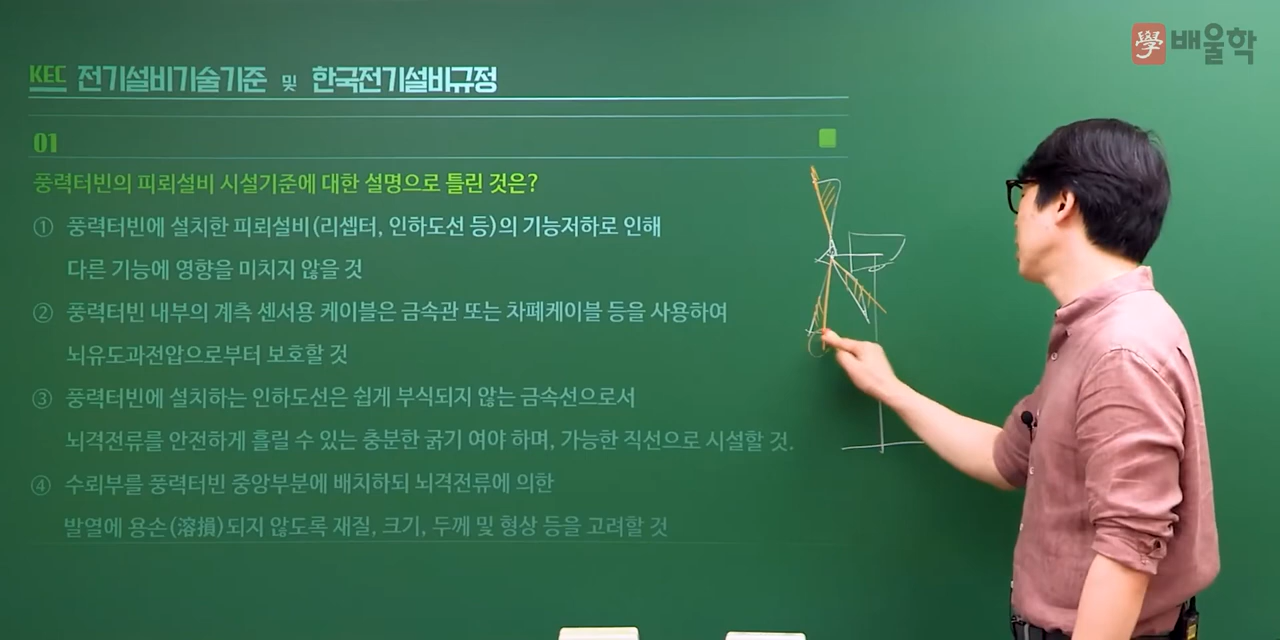 學 배울학
KEC 전기설비기술기준 및 한국전기설비규정
01
풍력터빈의 피뢰설비 시설기준에 대한 설명으로 틀린 것은?
① 풍력터빈에 설치한 피뢰설비(리셉터, 인하도선 등)의 기능저하로 인해
다른 기능에 영향을 미치지 않을 것
② 풍력터빈 내부의 계측 센서용 케이블은 금속관 또는 차폐케이블 등을 사용하여
뇌유도과전압으로부터 보호할 것
③ 풍력터빈에 설치하는 인하도선은 쉽게 부식되지 않는 금속선으로서
뇌격전류를 안전하게 흘릴 수 있는 충분한 굵기 여야 하며, 가능한 직선으로 시설할 것.
④ 수뢰부를 풍력터빈 중앙부분에 배치하되 뇌격전류에 의한
발열에 용손(溶損)되지 않도록 재질, 크기, 두께 및 형상 등을 고려할 것